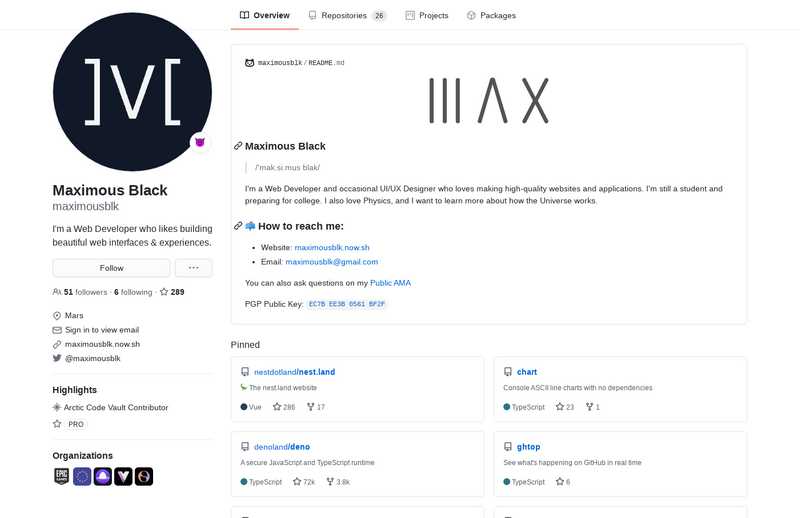 Overview
Repositories 26
Projects
Packages
]V[
Maximous Black
maximousblk
I'm a Web Developer who likes building
beautiful web interfaces & experiences.
Follow
...
51 followers · 6 following · 289
Mars
Sign in to view email
maximousblk.now.sh
@maximousblk
Highlights
Arctic Code Vault Contributor
PRO
Organizations
EPIC
GAMES
maximousblk / README.md
MAX
Maximous Black
/'mak.si.mus blak/
I'm a Web Developer and occasional UI/UX Designer who loves making high-quality websites and applications. I'm still a student and
preparing for college. I also love Physics, and I want to learn more about how the Universe works.
How to reach me:
Website: maximousblk.now.sh
Email: maximousblk@gmail.com
You can also ask questions on my Public AMA
PGP Public Key: EC7B EE3B 0561 BF2F
Pinned
nestdotland/nest.land
The nest.land website
Vue 286 17
chart
Console ASCII line charts with no dependencies
TypeScript 23 1
denoland/deno
A secure JavaScript and TypeScript runtime
TypeScript 72k 3.8k
ghtop
See what's happening on GitHub in real time
TypeScript 6